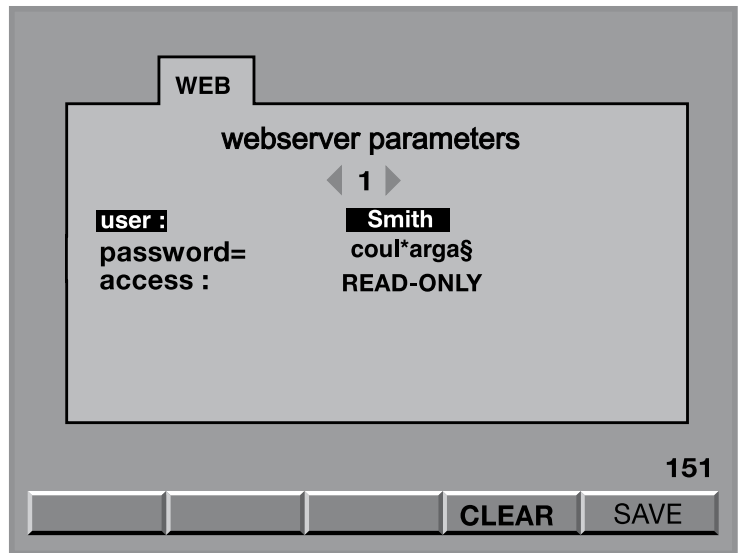 WEB
webserver parameters
1
user : Smith
password= coul*arga§
access : READ-ONLY
151
CLEAR SAVE